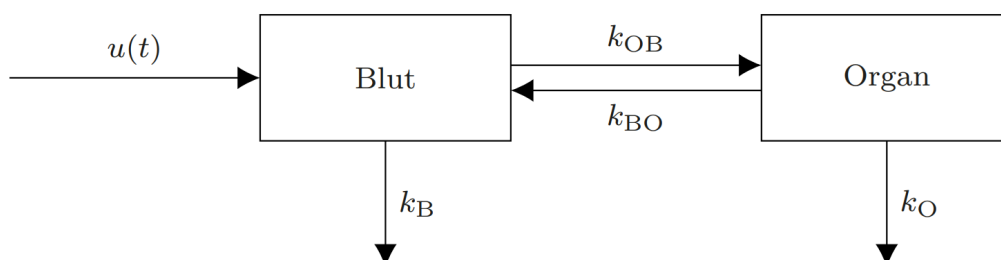 u(t)
Blut
k_OB
k_BO
Organ
k_B
k_O